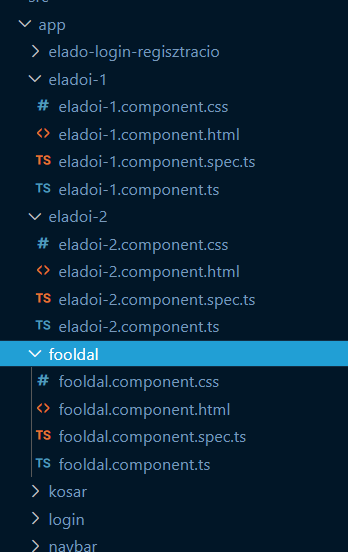 app
elado-login-regisztracio
eladoi-1
# eladoi-1.component.css
<> eladoi-1.component.html
TS eladoi-1.component.spec.ts
TS eladoi-1.component.ts
eladoi-2
# eladoi-2.component.css
<> eladoi-2.component.html
TS eladoi-2.component.spec.ts
TS eladoi-2.component.ts
fooldal
# fooldal.component.css
<> fooldal.component.html
TS fooldal.component.spec.ts
TS fooldal.component.ts
kosar
login
navbar